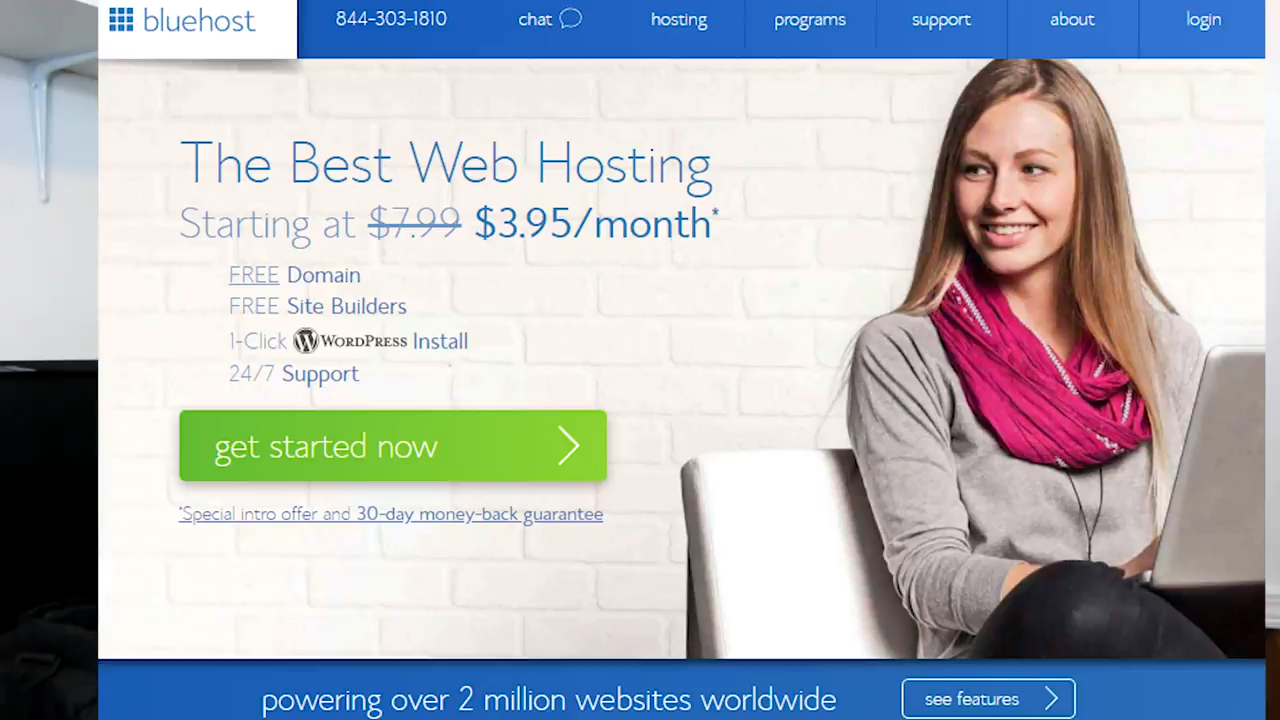 bluehost
844-303-1810
chat
hosting
programs
support
about
login
The Best Web Hosting
Starting at $7.99 $3.95/month*
FREE Domain
FREE Site Builders
1-Click WORDPRESS Install
24/7 Support
get started now
*Special intro offer and 30-day money-back guarantee
powering over 2 million websites worldwide
see features